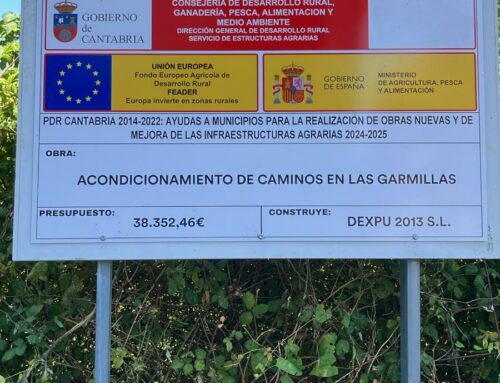 GOBIERNO
de
CANTABRIA
CONSEJERÍA DE DESARROLLO RURAL,
GANADERÍA, PESCA, ALIMENTACION Y
MEDIO AMBIENTE
DIRECCIÓN GENERAL DE DESARROLLO RURAL
SERVICIO DE ESTRUCTURAS AGRARIAS
UNIÓN EUROPEA
Fondo Europeo Agrícola de
Desarrollo Rural
FEADER
Europa invierte en zonas rurales
GOBIERNO
DE ESPAÑA
MINISTERIO
DE AGRICULTURA, PESCA
Y ALIMENTACIÓN
PDR CANTABRIA 2014-2022: AYUDAS A MUNICIPIOS PARA LA REALIZACIÓN DE OBRAS NUEVAS Y DE
MEJORA DE LAS INFRAESTRUCTURAS AGRARIAS 2024-2025
OBRA:
ACONDICIONAMIENTO DE CAMINOS EN LAS GARMILLAS
PRESUPUESTO:
38.352,46€
CONSTRUYE:
DEXPU 2013 S.L.